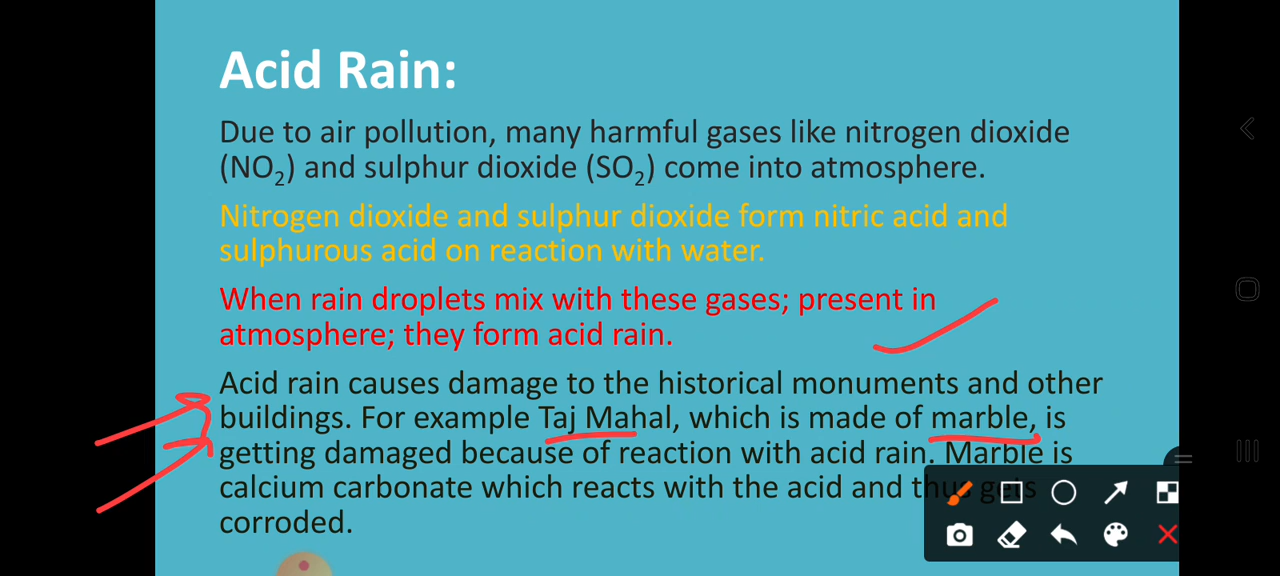 Acid Rain:
Due to air pollution, many harmful gases like nitrogen dioxide
(NO₂) and sulphur dioxide (SO₂) come into atmosphere.
Nitrogen dioxide and sulphur dioxide form nitric acid and
sulphurous acid on reaction with water.
When rain droplets mix with these gases; present in
atmosphere; they form acid rain.
Acid rain causes damage to the historical monuments and other
buildings. For example Taj Mahal, which is made of marble, is
getting damaged because of reaction with acid rain. Marble is
calcium carbonate which reacts with the acid and thus gets
corroded.